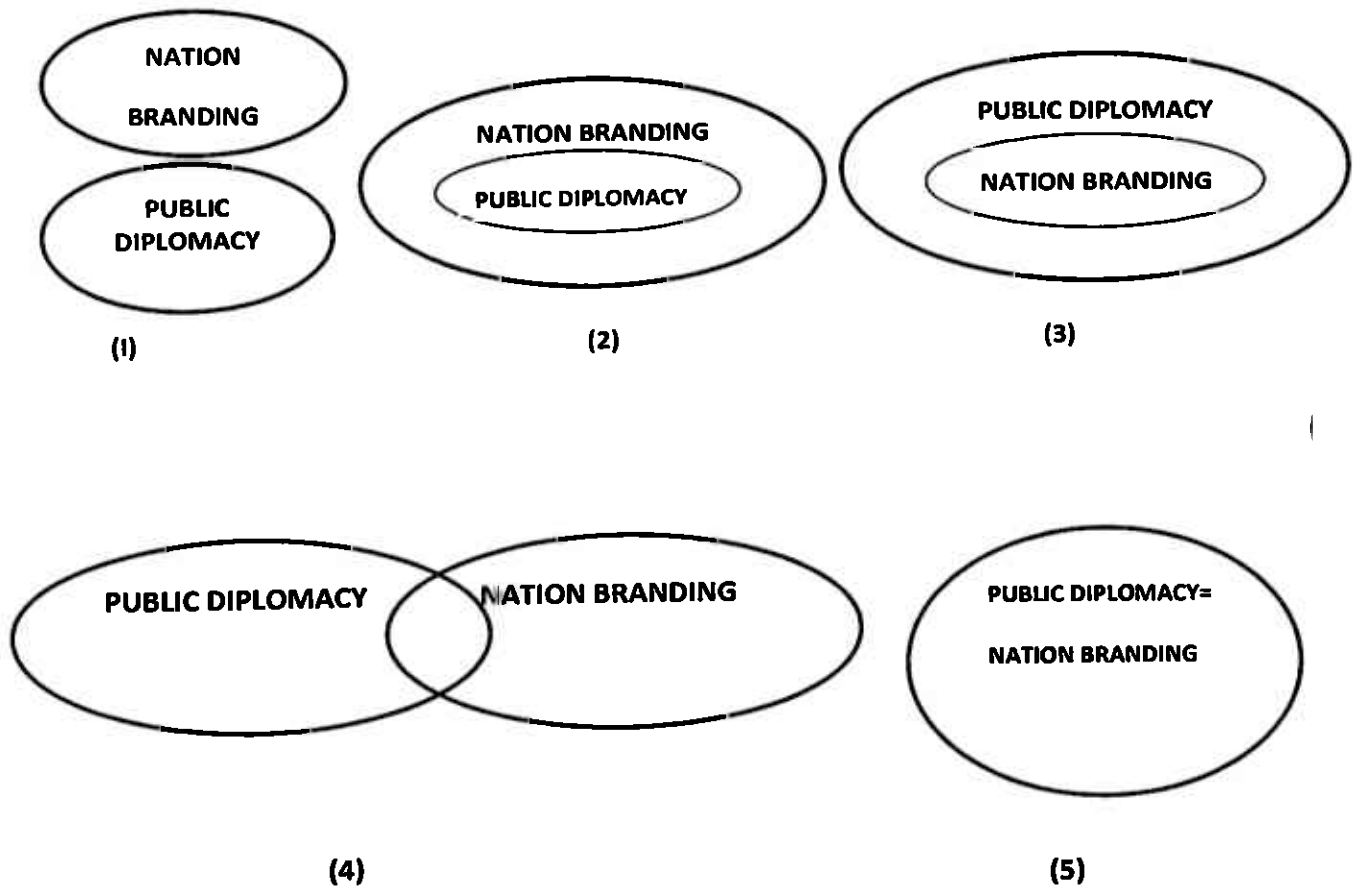 NATION
BRANDING
PUBLIC
DIPLOMACY
(1)
NATION BRANDING
PUBLIC DIPLOMACY
(2)
PUBLIC DIPLOMACY
NATION BRANDING
(3)
PUBLIC DIPLOMACY
NATION BRANDING
(4)
PUBLIC DIPLOMACY=
NATION BRANDING
(5)